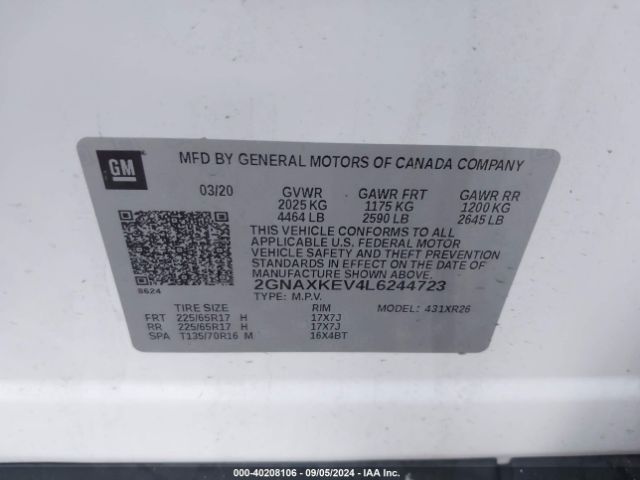 GM
MFD BY GENERAL MOTORS OF CANADA COMPANY
03/20 GVWR GAWR FRT GAWR RR
2025 KG 1175 KG 1200 KG
4464 LB 2590 LB 2645 LB
THIS VEHICLE CONFORMS TO ALL
APPLICABLE U.S. FEDERAL MOTOR
VEHICLE SAFETY AND THEFT PREVENTION
STANDARDS IN EFFECT ON THE DATE OF
MANUFACTURE SHOWN ABOVE.
8624 2GNAXKEV4L6244723
TYPE: M.P.V. MODEL: 431XR26
TIRE SIZE RIM
FRT 225/65R17 H 17X7J
RR 225/65R17 H 17X7J
SPA T135/70R16 M 16X4BT
000-40208106 - 09/05/2024 - IAA Inc.